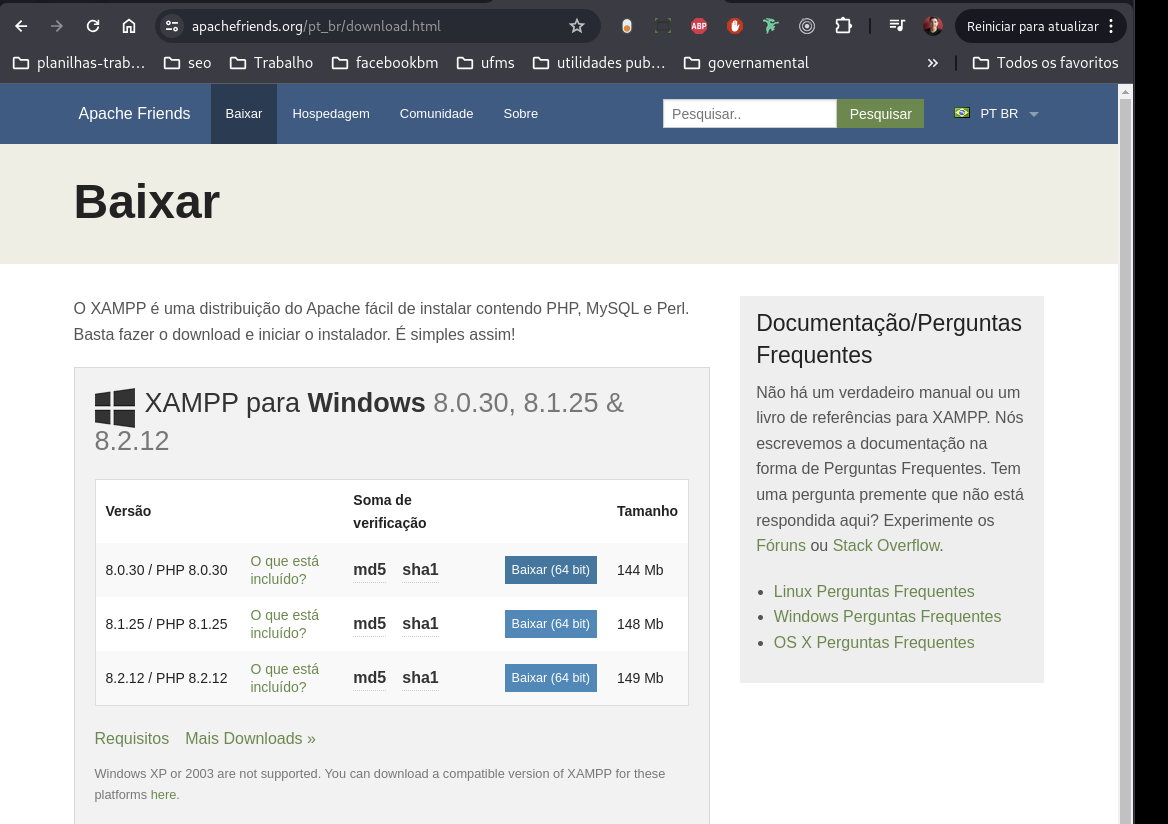 apachefriends.org/pt_br/download.html
ABP
Reiniciar para atualizar
planilhas-trab...
seo
Trabalho
facebookbm
ufms
utilidades pub...
governamental
»
Todos os favoritos
Apache Friends
Baixar
Hospedagem
Comunidade
Sobre
Pesquisar..
Pesquisar
PT BR
Baixar
O XAMPP é uma distribuição do Apache fácil de instalar contendo PHP, MySQL e Perl.
Basta fazer o download e iniciar o instalador. É simples assim!
XAMPP para Windows 8.0.30, 8.1.25 &
8.2.12
Versão
Soma de
verificação
Tamanho
8.0.30 / PHP 8.0.30
O que está
incluído?
md5 sha1
Baixar (64 bit)
144 Mb
8.1.25 / PHP 8.1.25
O que está
incluído?
md5 sha1
Baixar (64 bit)
148 Mb
8.2.12 / PHP 8.2.12
O que está
incluído?
md5 sha1
Baixar (64 bit)
149 Mb
Requisitos Mais Downloads »
Windows XP or 2003 are not supported. You can download a compatible version of XAMPP for these
platforms here.
Documentação/Perguntas
Frequentes
Não há um verdadeiro manual ou um
livro de referências para XAMPP. Nós
escrevemos a documentação na
forma de Perguntas Frequentes. Tem
uma pergunta premente que não está
respondida aqui? Experimente os
Fóruns ou Stack Overflow.
• Linux Perguntas Frequentes
• Windows Perguntas Frequentes
• OS X Perguntas Frequentes